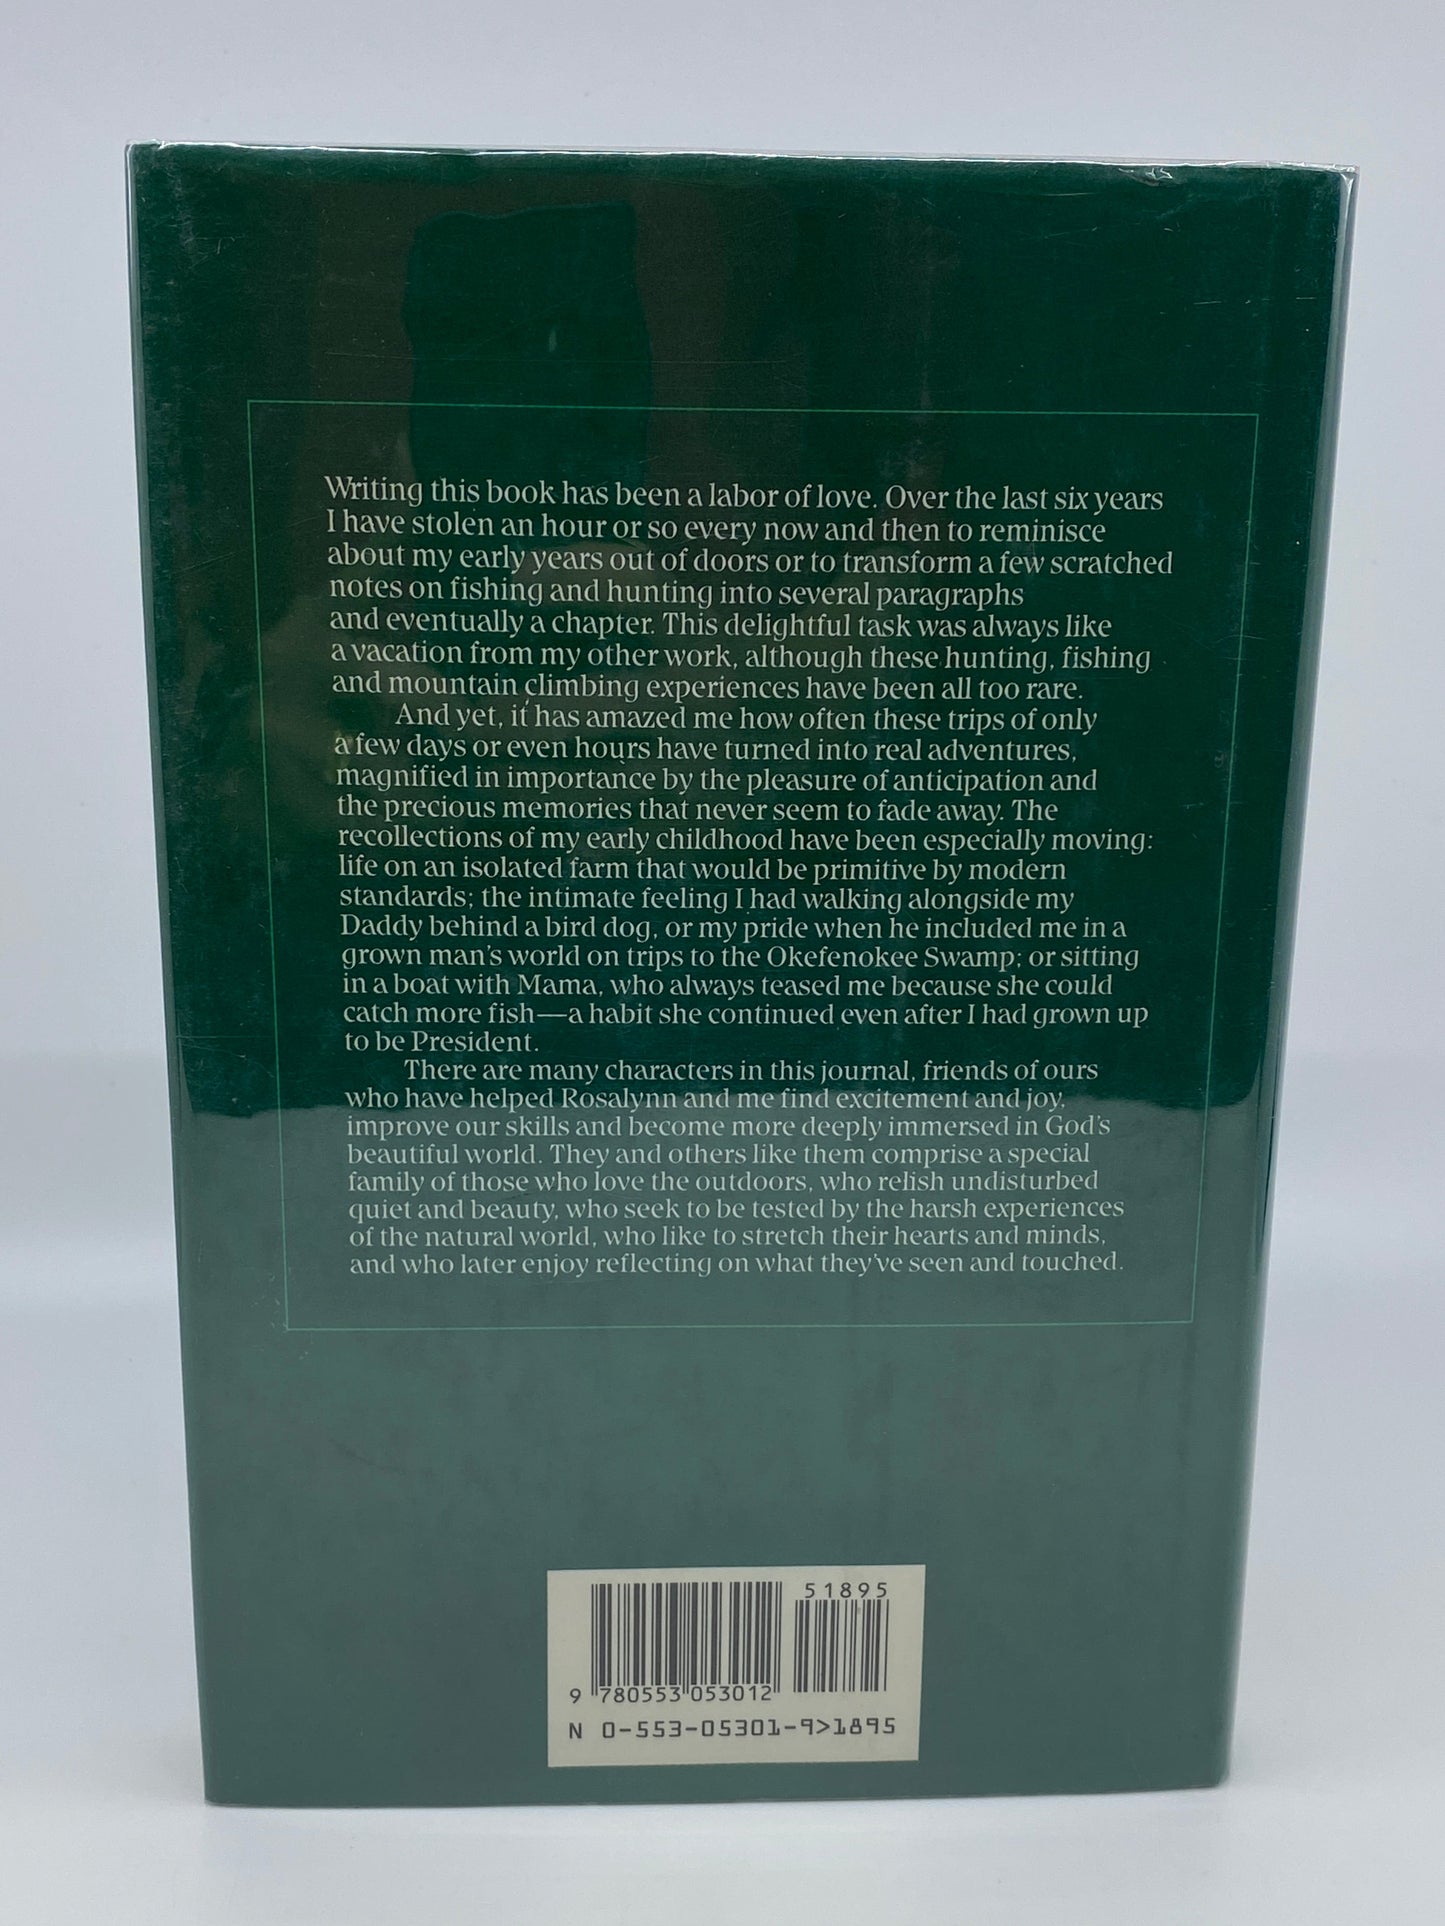 Writing this book has been a labor of love. Over the last six years
I have stolen an hour or so every now and then to reminisce
about my early years out of doors or to transform a few scratched
notes on fishing and hunting into several paragraphs
and eventually a chapter. This delightful task was always like
a vacation from my other work, although these hunting, fishing
and mountain climbing experiences have been all too rare.
And yet, it has amazed me how often these trips of only
a few days or even hours have turned into real adventures,
magnified in importance by the pleasure of anticipation and
the precious memories that never seem to fade away. The
recollections of my early childhood have been especially moving:
life on an isolated farm that would be primitive by modern
standards; the intimate feeling I had walking alongside my
Daddy behind a bird dog, or my pride when he included me in a
grown man's world on trips to the Okefenokee Swamp; or sitting
in a boat with Mama, who always teased me because she could
catch more fish—a habit she continued even after I had grown up
to be President.
There are many characters in this journal, friends of ours
who have helped Rosalynn and me find excitement and joy,
improve our skills and become more deeply immersed in God's
beautiful world. They and others like them comprise a special
family of those who love the outdoors, who relish undisturbed
quiet and beauty, who seek to be tested by the harsh experiences
of the natural world, who like to stretch their hearts and minds,
and who later enjoy reflecting on what they've seen and touched.
51895
9 780553 053012
N 0-553-05301-9>1895